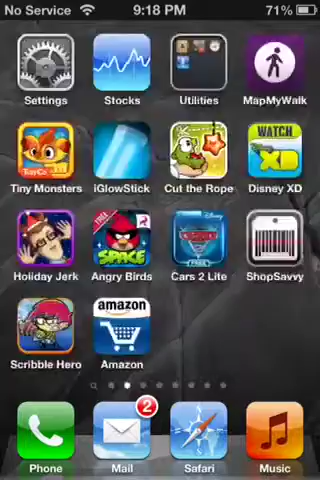 No Service 9:18 PM 71%
Settings Stocks Utilities MapMyWalk
TinyCo
WATCH
XD
Tiny Monsters iGlowStick Cut the Rope Disney XD
FREE
SPACE
Disney
FREE
Holiday Jerk Angry Birds Cars 2 Lite ShopSavvy
amazon
Scribble Hero Amazon
2
Phone Mail Safari Music